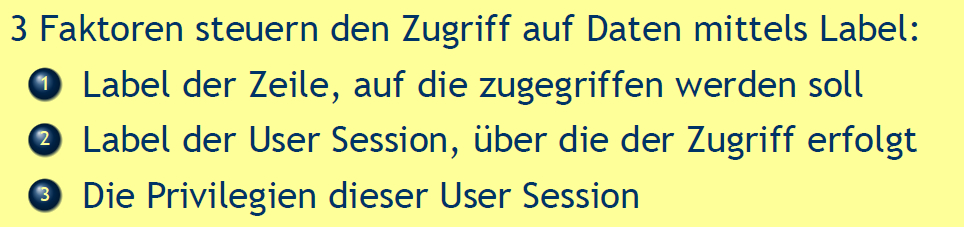 3 Faktoren steuern den Zugriff auf Daten mittels Label:
1 Label der Zeile, auf die zugegriffen werden soll
2 Label der User Session, über die der Zugriff erfolgt
3 Die Privilegien dieser User Session